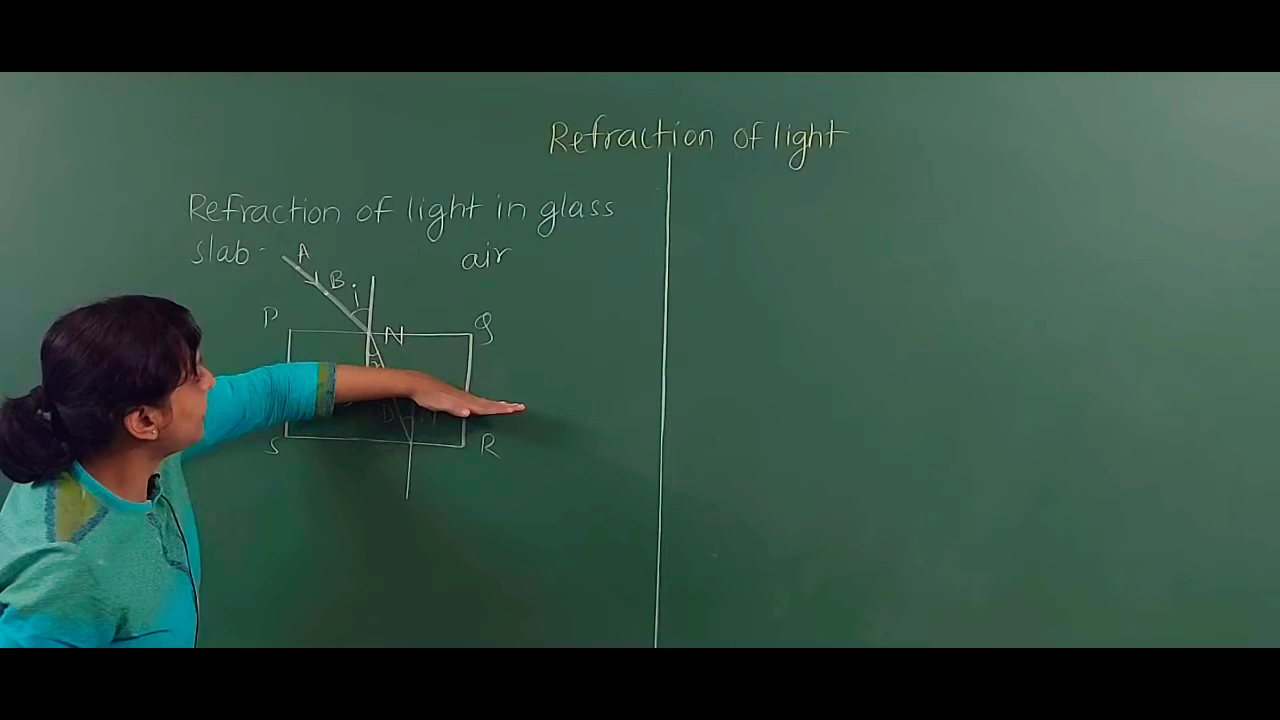 Refraction of light
Refraction of light in glass
slab -
A
air
B
i
P
N
Q
S
R